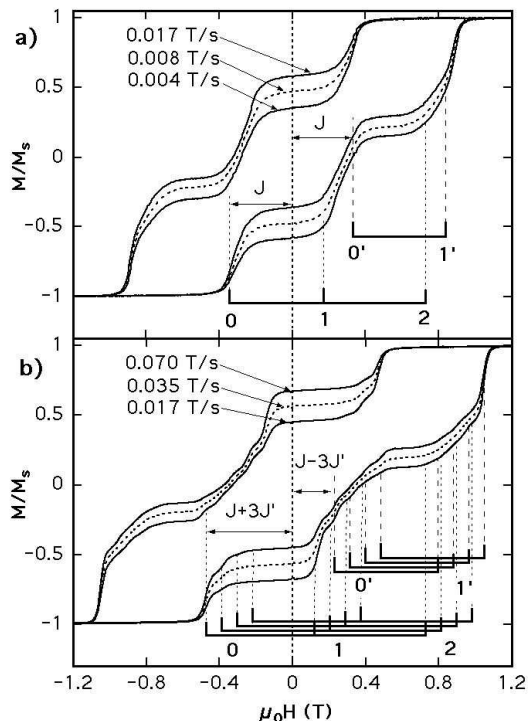 a)
0.017 T/s
0.008 T/s
0.004 T/s
J
J
0'
1'
0
1
2
M/Ms
1
0.5
0
-0.5
-1
b)
0.070 T/s
0.035 T/s
0.017 T/s
J-3J'
J+3J'
0'
1'
0
1
2
M/Ms
1
0.5
0
-0.5
-1
-1.2
-0.8
-0.4
0
0.4
0.8
1.2
μ0H (T)